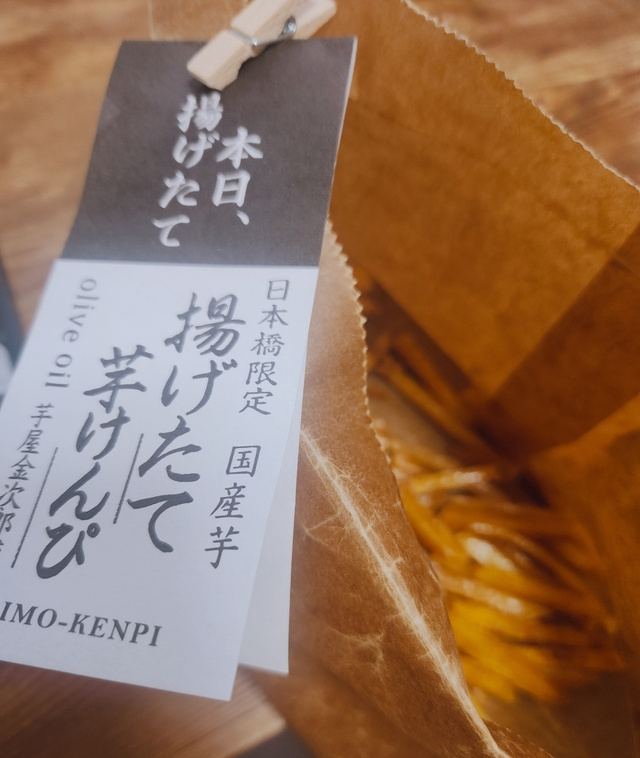 本日、
揚げたて
日本橋限定 国産芋
揚げたて
芋けんぴ
olive oil
芋屋金次郎
IMO-KENPI